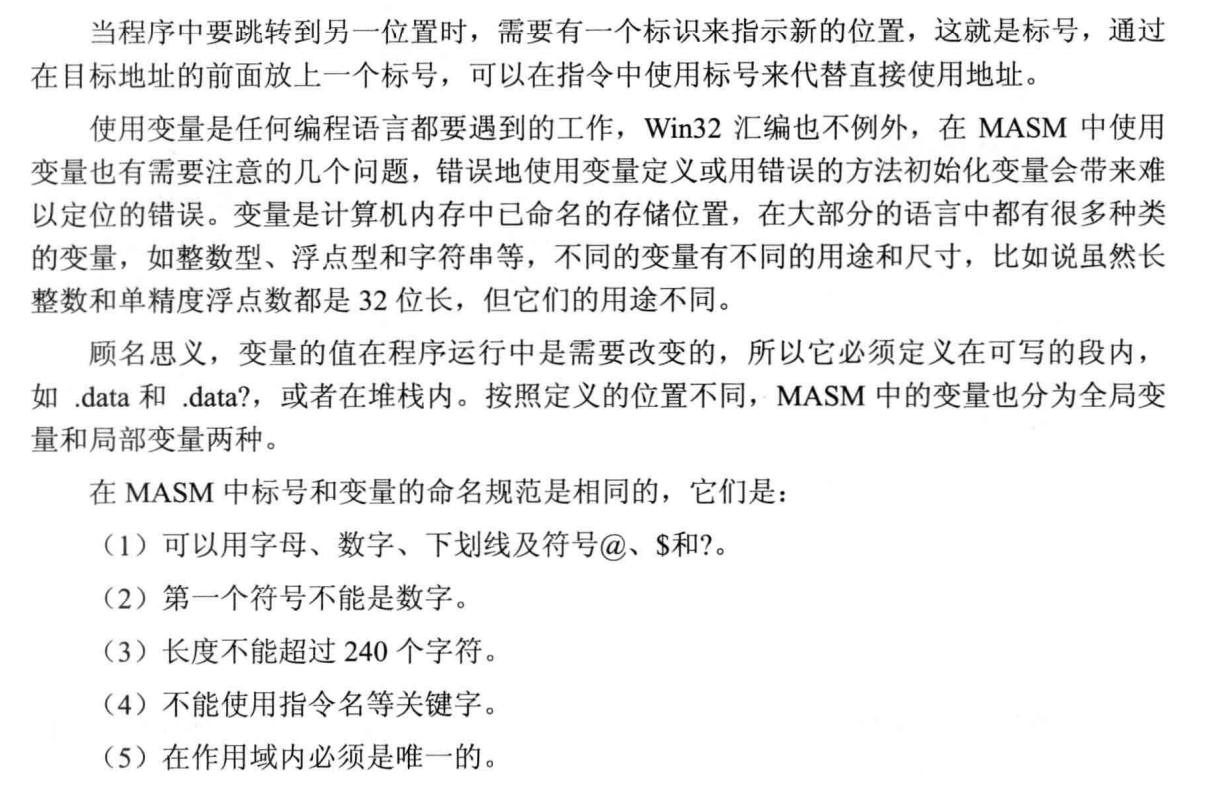 当程序中要跳转到另一位置时，需要有一个标识来指示新的位置，这就是标号，通过
在目标地址的前面放上一个标号，可以在指令中使用标号来代替直接使用地址。
使用变量是任何编程语言都要遇到的工作，Win32 汇编也不例外，在 MASM 中使用
变量也有需要注意的几个问题，错误地使用变量定义或用错误的方法初始化变量会带来难
以定位的错误。变量是计算机内存中已命名的存储位置，在大部分的语言中都有很多种类
的变量，如整数型、浮点型和字符串等，不同的变量有不同的用途和尺寸，比如说虽然长
整数和单精度浮点数都是 32 位长，但它们的用途不同。
顾名思义，变量的值在程序运行中是需要改变的，所以它必须定义在可写的段内，
如 .data 和 .data?，或者在堆栈内。按照定义的位置不同，MASM 中的变量也分为全局变
量和局部变量两种。
在 MASM 中标号和变量的命名规范是相同的，它们是：
（1）可以用字母、数字、下划线及符号@、$和?。
（2）第一个符号不能是数字。
（3）长度不能超过 240 个字符。
（4）不能使用指令名等关键字。
（5）在作用域内必须是唯一的。